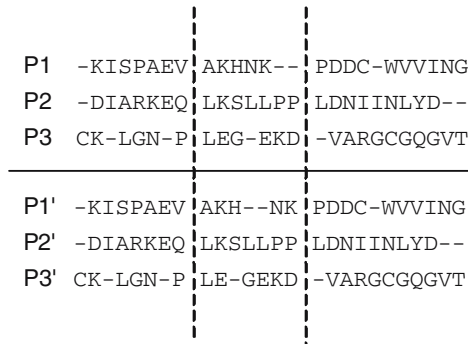 P1 -KISPAEV AKHNK-- PDDC-WVVING
P2 -DIARKEQ LKSLLPP LDNIINLYD--
P3 CK-LGN-P LEG-EKD -VARGCGQGVT
P1' -KISPAEV AKH--NK PDDC-WVVING
P2' -DIARKEQ LKSLLPP LDNIINLYD--
P3' CK-LGN-P LE-GEKD -VARGCGQGVT